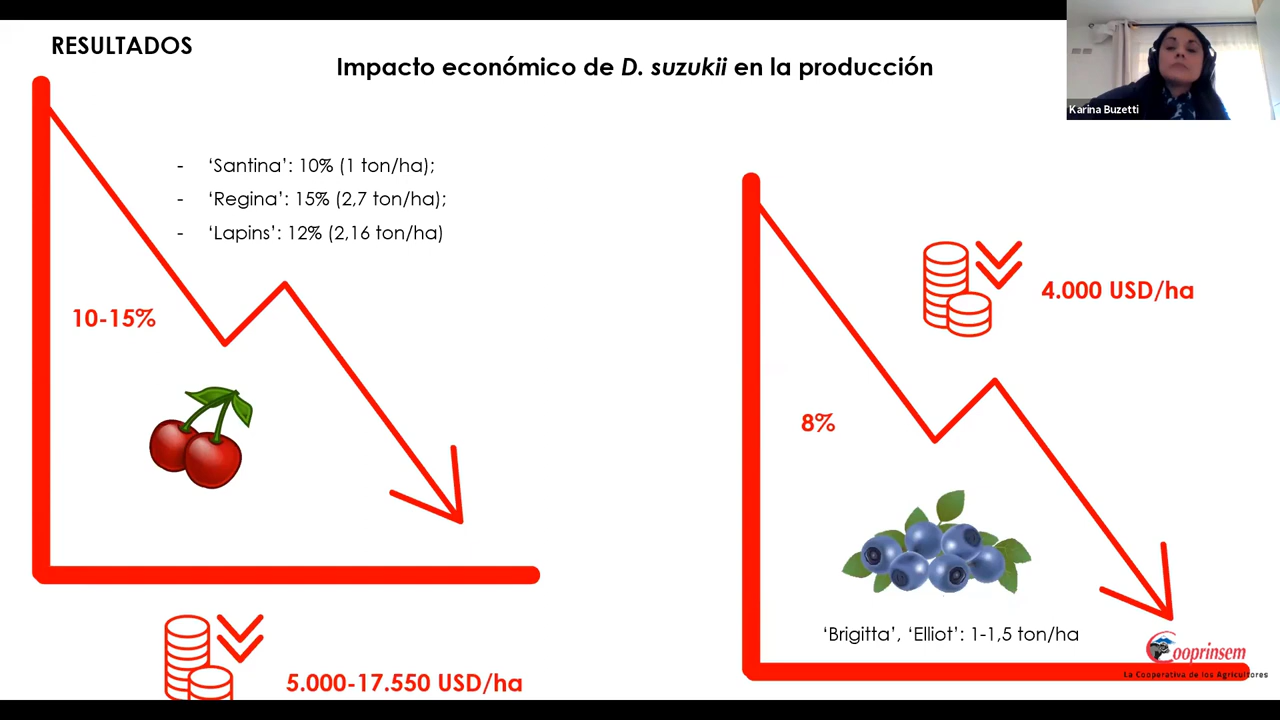 RESULTADOS
Impacto económico de D. suzukii en la producción
Karina Buzetti
- ‘Santina’: 10% (1 ton/ha);
- ‘Regina’: 15% (2,7 ton/ha);
- ‘Lapins’: 12% (2,16 ton/ha)
10-15%
5.000-17.550 USD/ha
4.000 USD/ha
8%
‘Brigitta’, ‘Elliot’: 1-1,5 ton/ha
Cooprinsem
La Cooperativa de los Agricultores